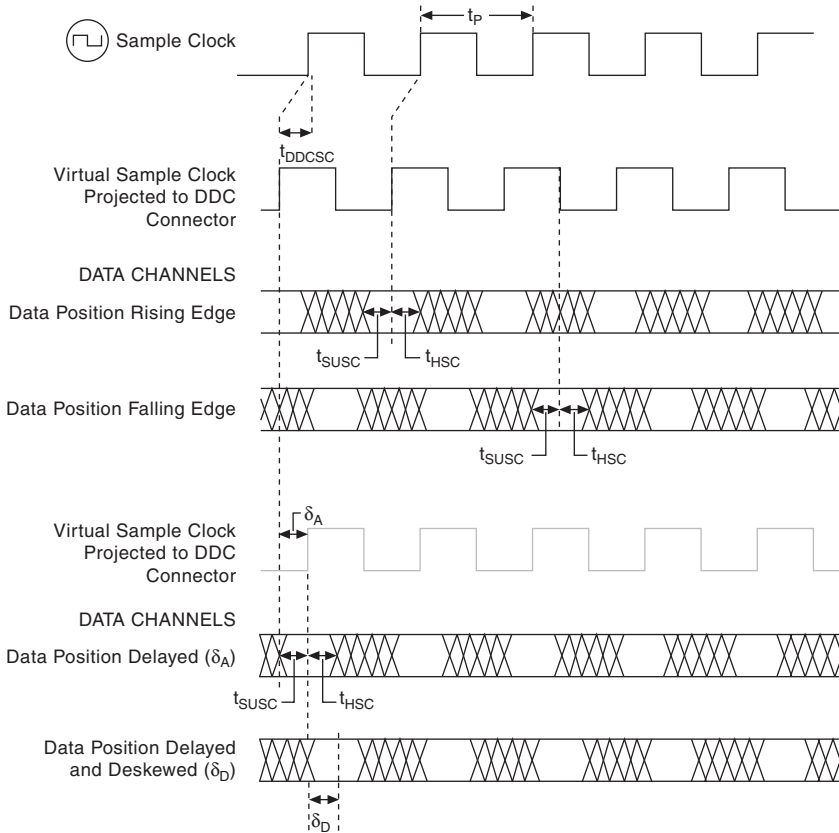 t_P
Sample Clock
t_DDCSC
Virtual Sample Clock
Projected to DDC
Connector
DATA CHANNELS
Data Position Rising Edge
t_SUSC
t_HSC
Data Position Falling Edge
t_SUSC
t_HSC
δ_A
Virtual Sample Clock
Projected to DDC
Connector
DATA CHANNELS
Data Position Delayed (δ_A)
t_SUSC
t_HSC
Data Position Delayed
and Deskewed (δ_D)
δ_D